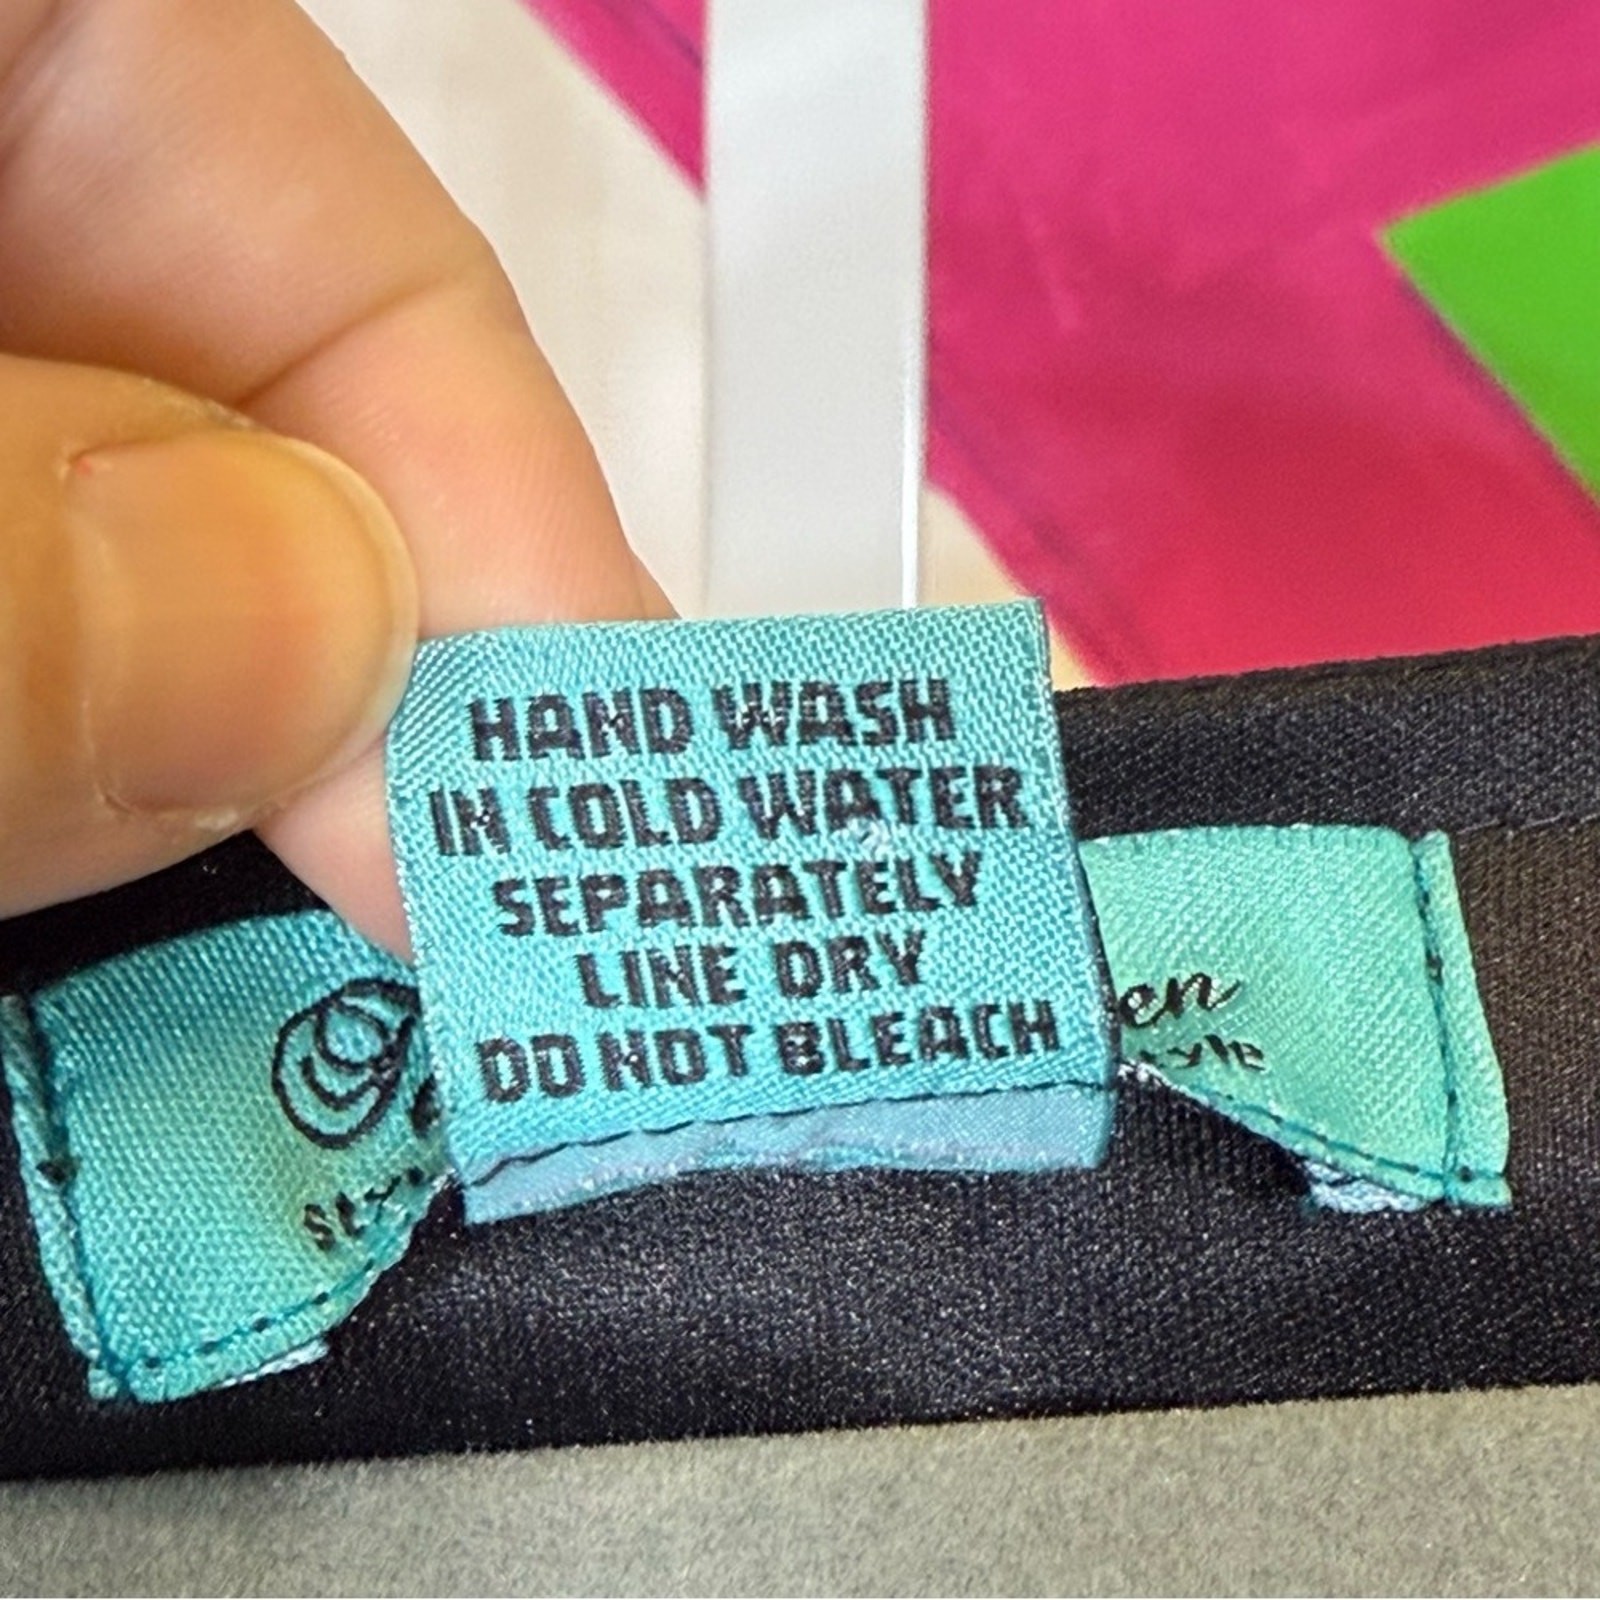 HAND WASH
IN COLD WATER
SEPARATELY
LINE DRY
DO NOT BLEACH